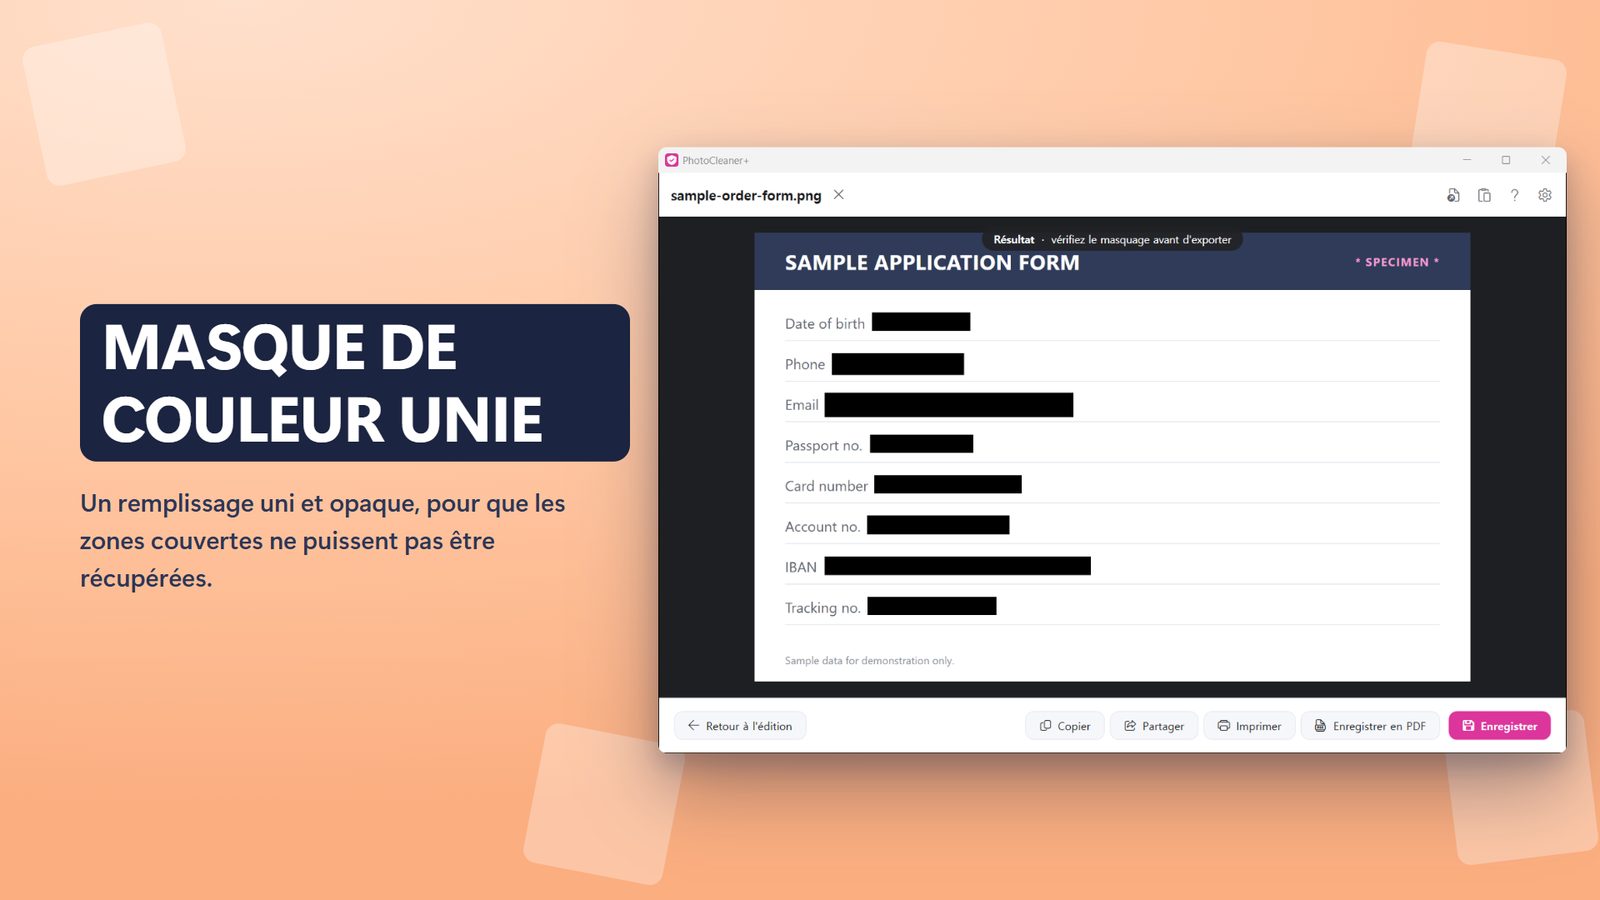 MASQUE DE
COULEUR UNIE
Un remplissage uni et opaque, pour que les
zones couvertes ne puissent pas être
récupérées.
PhotoCleaner+
sample-order-form.png
Résultat · vérifiez le masquage avant d'exporter
SAMPLE APPLICATION FORM
* SPECIMEN *
Date of birth
Phone
Email
Passport no.
Card number
Account no.
IBAN
Tracking no.
Sample data for demonstration only.
Retour à l'édition
Copier
Partager
Imprimer
Enregistrer en PDF
Enregistrer